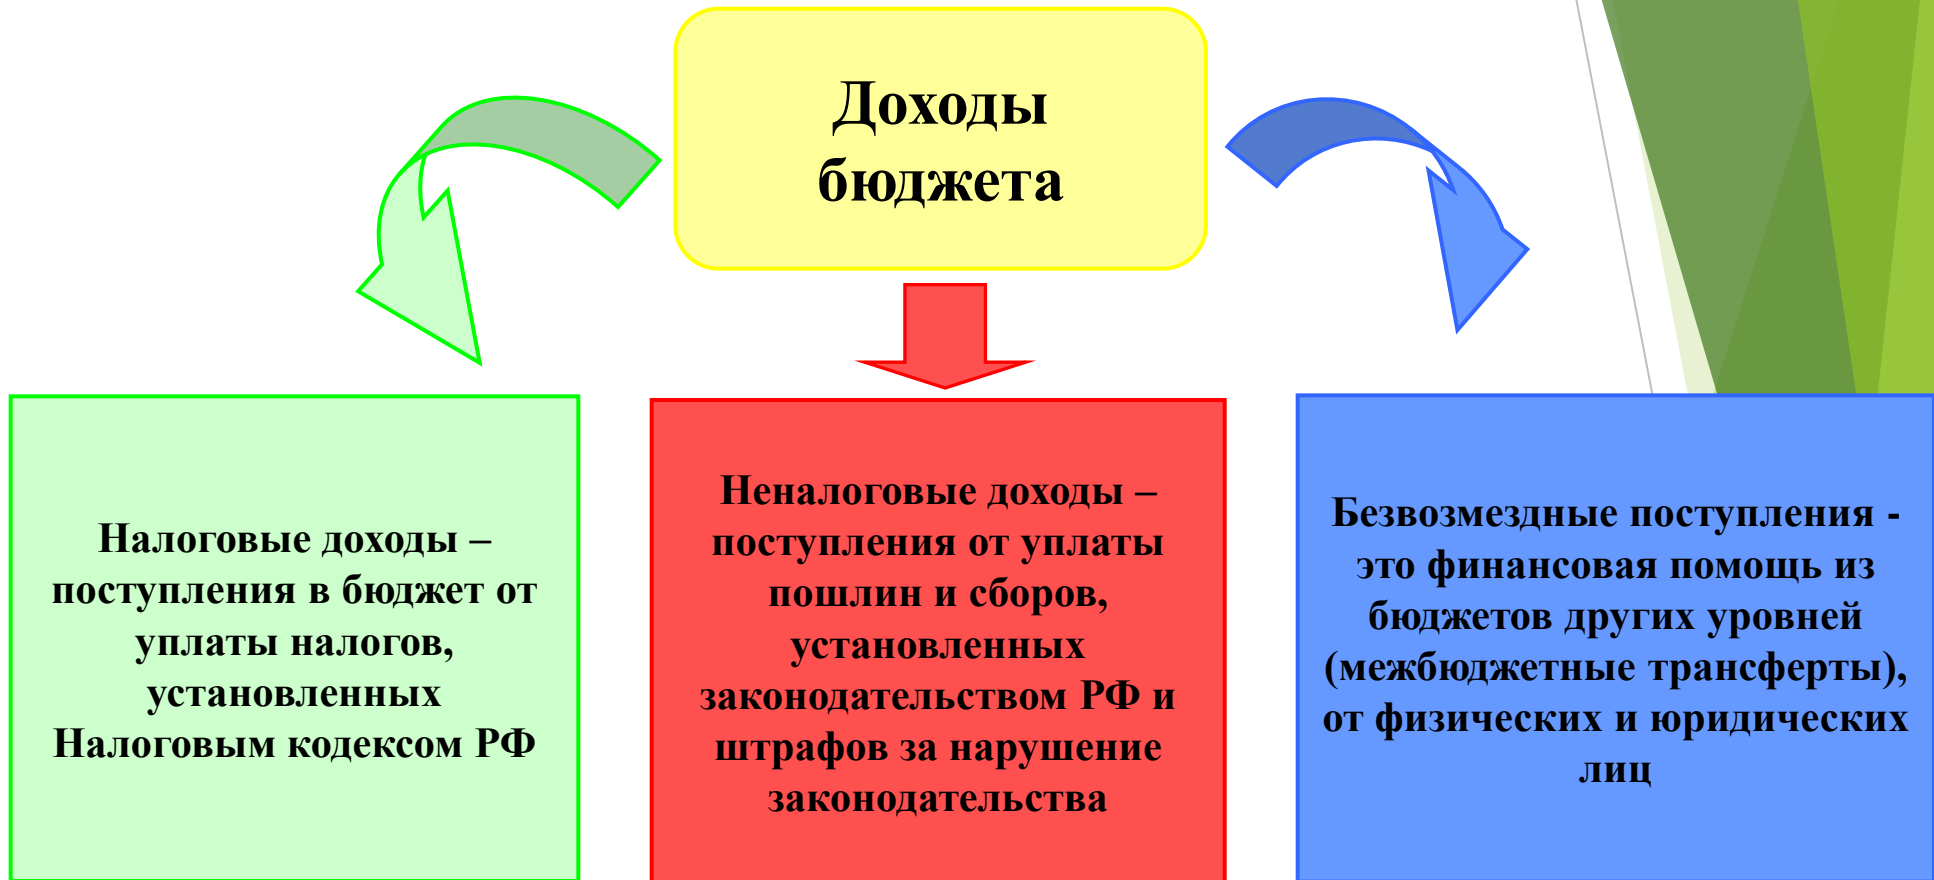 Доходы
бюджета
Налоговые доходы –
поступления в бюджет от
уплаты налогов,
установленных
Налоговым кодексом РФ
Неналоговые доходы –
поступления от уплаты
пошлин и сборов,
установленных
законодательством РФ и
штрафов за нарушение
законодательства
Безвозмездные поступления -
это финансовая помощь из
бюджетов других уровней
(межбюджетные трансферты),
от физических и юридических
лиц